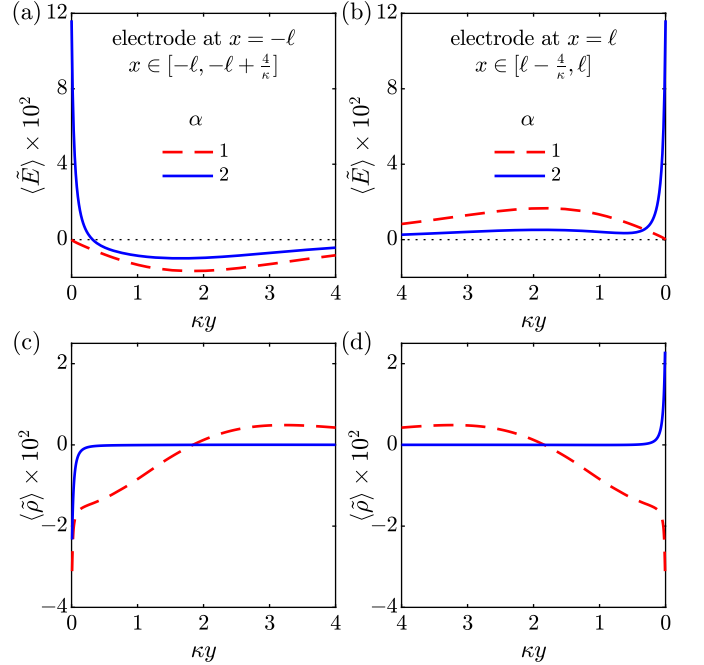 (a)
12
8
4
0
⟨Ẽ⟩ × 10²
electrode at x = −ℓ
x ∈ [−ℓ, −ℓ + 4/κ]
α
1
2
0 1 2 3 4
κy
(b)
12
8
4
0
⟨Ẽ⟩ × 10²
electrode at x = ℓ
x ∈ [ℓ − 4/κ, ℓ]
α
1
2
4 3 2 1 0
κy
(c)
2
0
−2
−4
⟨ρ̃⟩ × 10²
0 1 2 3 4
κy
(d)
2
0
−2
−4
⟨ρ̃⟩ × 10²
4 3 2 1 0
κy